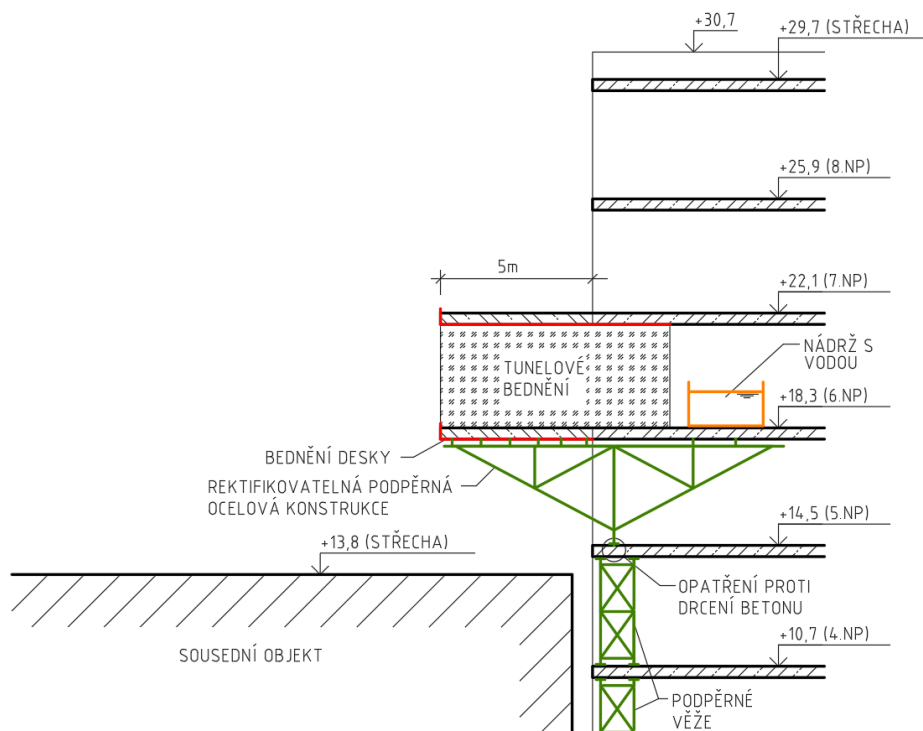 +30,7
+29,7 (STŘECHA)
+25,9 (8.NP)
5m
+22,1 (7.NP)
NÁDRŽ S
VODOU
TUNELOVÉ
BEDNĚNÍ
+18,3 (6.NP)
BEDNĚNÍ DESKY
REKTIFIKOVATELNÁ PODPĚRNÁ
OCELOVÁ KONSTRUKCE
+14,5 (5.NP)
+13,8 (STŘECHA)
OPATŘENÍ PROTI
DRCENÍ BETONU
+10,7 (4.NP)
SOUSEDNÍ OBJEKT
PODPĚRNÉ
VĚŽE